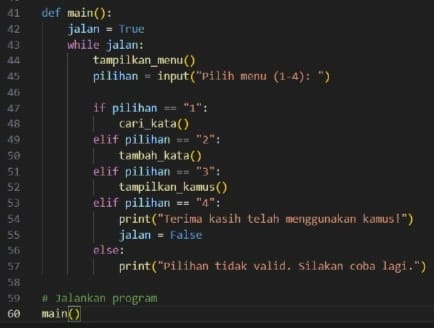 41 def main():
42     jalan = True
43     while jalan:
44         tampilkan_menu()
45         pilihan = input("Pilih menu (1-4): ")
46
47         if pilihan == "1":
48             cari_kata()
49         elif pilihan == "2":
50             tambah_kata()
51         elif pilihan == "3":
52             tampilkan_kamus()
53         elif pilihan == "4":
54             print("Terima kasih telah menggunakan kamus!")
55             jalan = False
56         else:
57             print("Pilihan tidak valid. Silakan coba lagi.")
58
59 # Jalankan program
60 main()